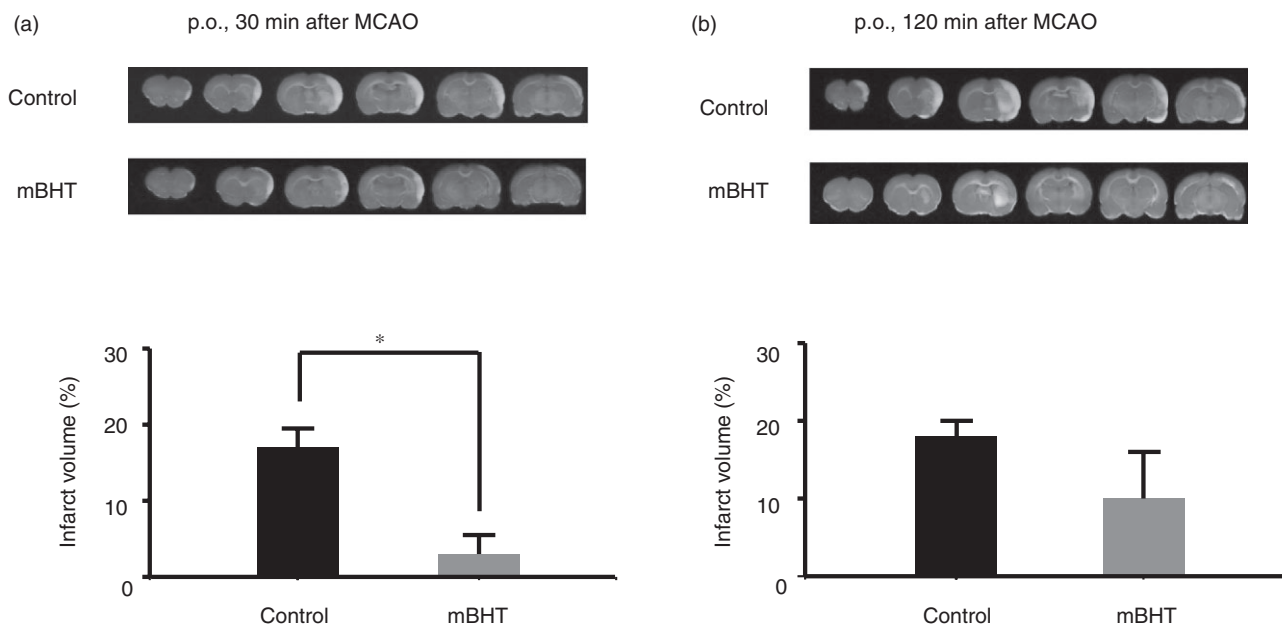 (a) p.o., 30 min after MCAO
Control
mBHT
30
20
10
0
Infarct volume (%)
*
Control mBHT
(b) p.o., 120 min after MCAO
Control
mBHT
30
20
10
0
Infarct volume (%)
Control mBHT